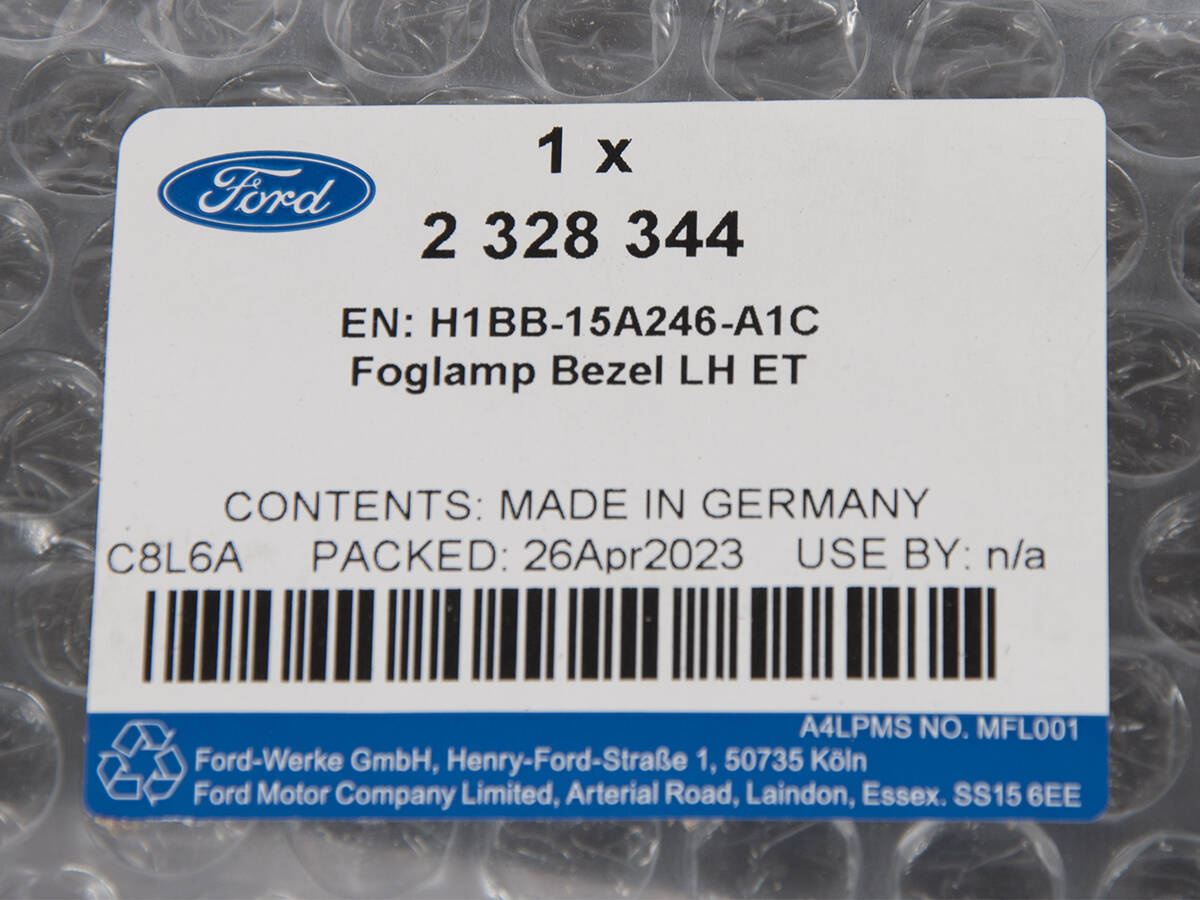 Ford
1 x
2 328 344
EN: H1BB-15A246-A1C
Foglamp Bezel LH ET
CONTENTS: MADE IN GERMANY
C8L6A PACKED: 26Apr2023 USE BY: n/a
A4LPMS NO. MFL001
Ford-Werke GmbH, Henry-Ford-Straße 1, 50735 Köln
Ford Motor Company Limited, Arterial Road, Laindon, Essex. SS15 6EE